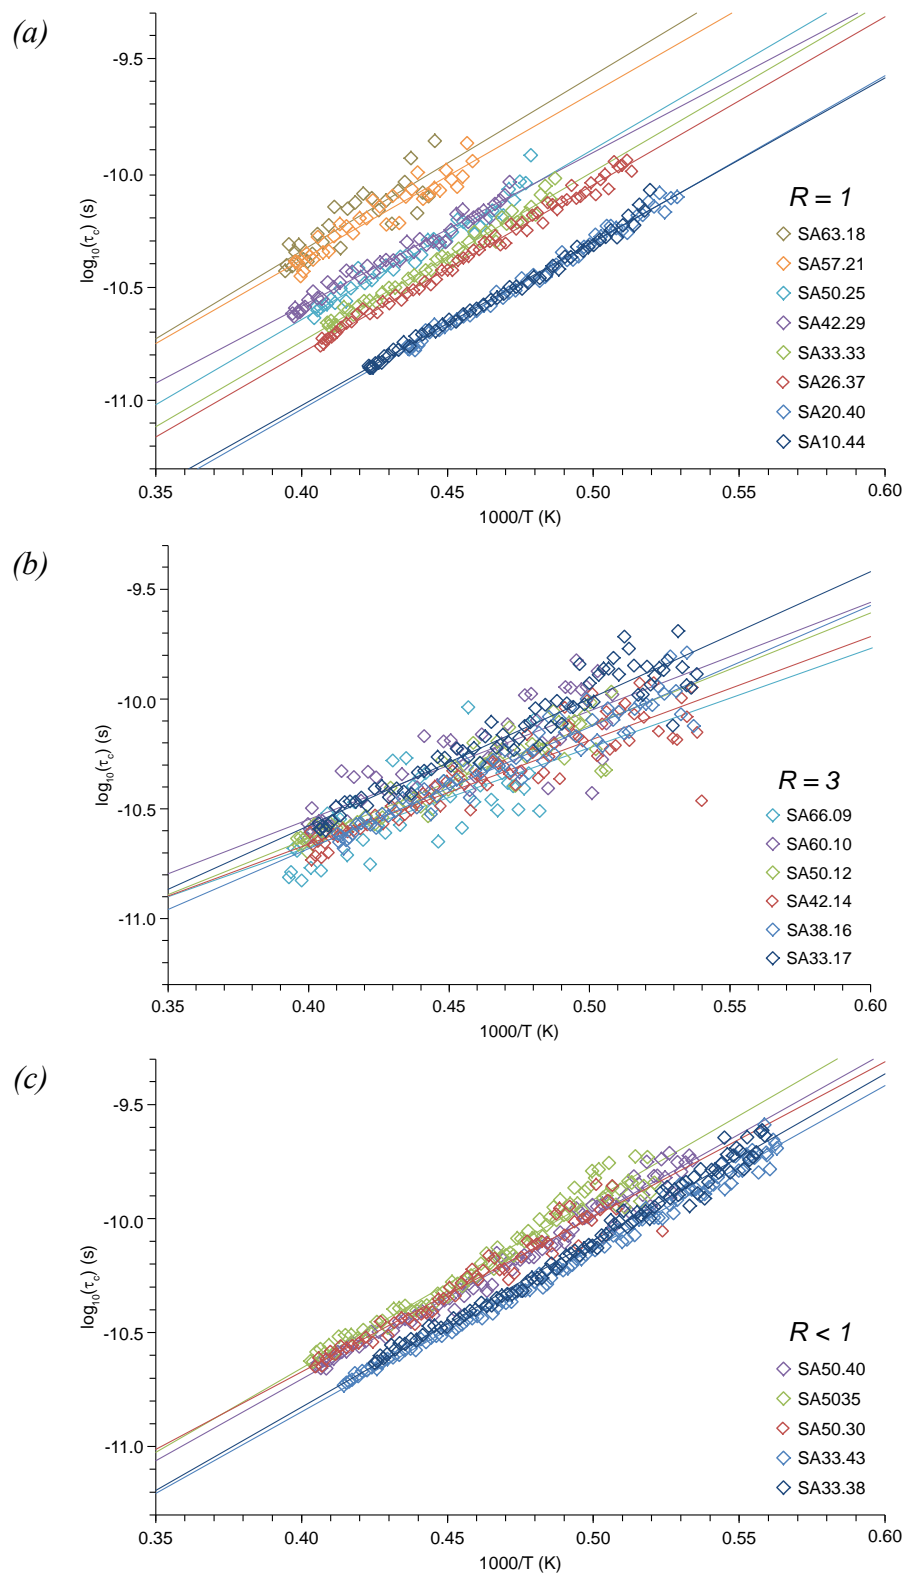 (a)
-9.5
-10.0
-10.5
-11.0
log10(τc) (s)
0.35 0.40 0.45 0.50 0.55 0.60
1000/T (K)
R = 1
SA63.18
SA57.21
SA50.25
SA42.29
SA33.33
SA26.37
SA20.40
SA10.44
(b)
-9.5
-10.0
-10.5
-11.0
log10(τc) (s)
0.35 0.40 0.45 0.50 0.55 0.60
1000/T (K)
R = 3
SA66.09
SA60.10
SA50.12
SA42.14
SA38.16
SA33.17
(c)
-9.5
-10.0
-10.5
-11.0
log10(τc) (s)
0.35 0.40 0.45 0.50 0.55 0.60
1000/T (K)
R < 1
SA50.40
SA5035
SA50.30
SA33.43
SA33.38